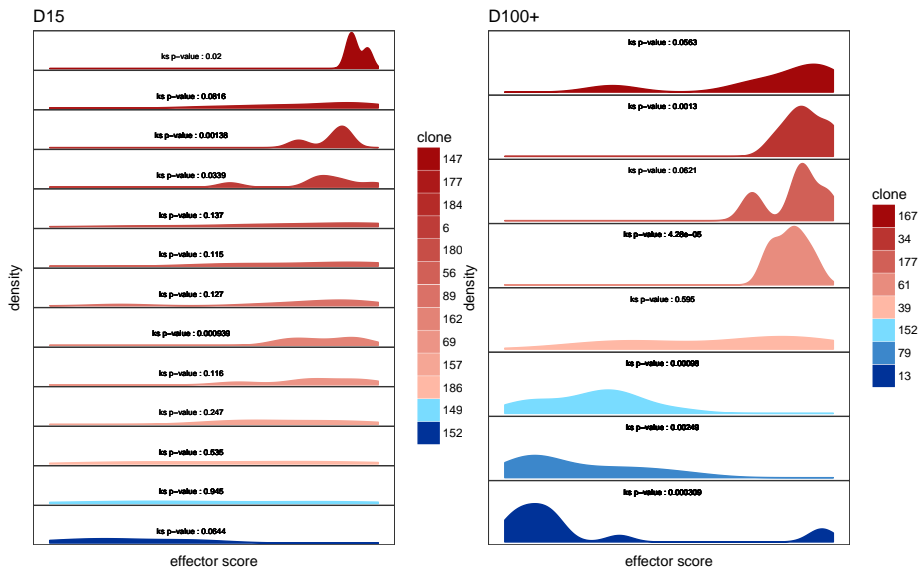 D15
ks p-value : 0.02
ks p-value : 0.0816
ks p-value : 0.00138
ks p-value : 0.0339
ks p-value : 0.137
ks p-value : 0.115
ks p-value : 0.127
ks p-value : 0.000939
ks p-value : 0.116
ks p-value : 0.247
ks p-value : 0.535
ks p-value : 0.945
ks p-value : 0.0644
density
effector score
clone
147
177
184
6
180
56
89
162
69
157
186
149
152
D100+
ks p-value : 0.0563
ks p-value : 0.0013
ks p-value : 0.0621
ks p-value : 4.26e-05
ks p-value : 0.595
ks p-value : 0.00098
ks p-value : 0.00249
ks p-value : 0.000309
density
effector score
clone
167
34
177
61
39
152
79
13